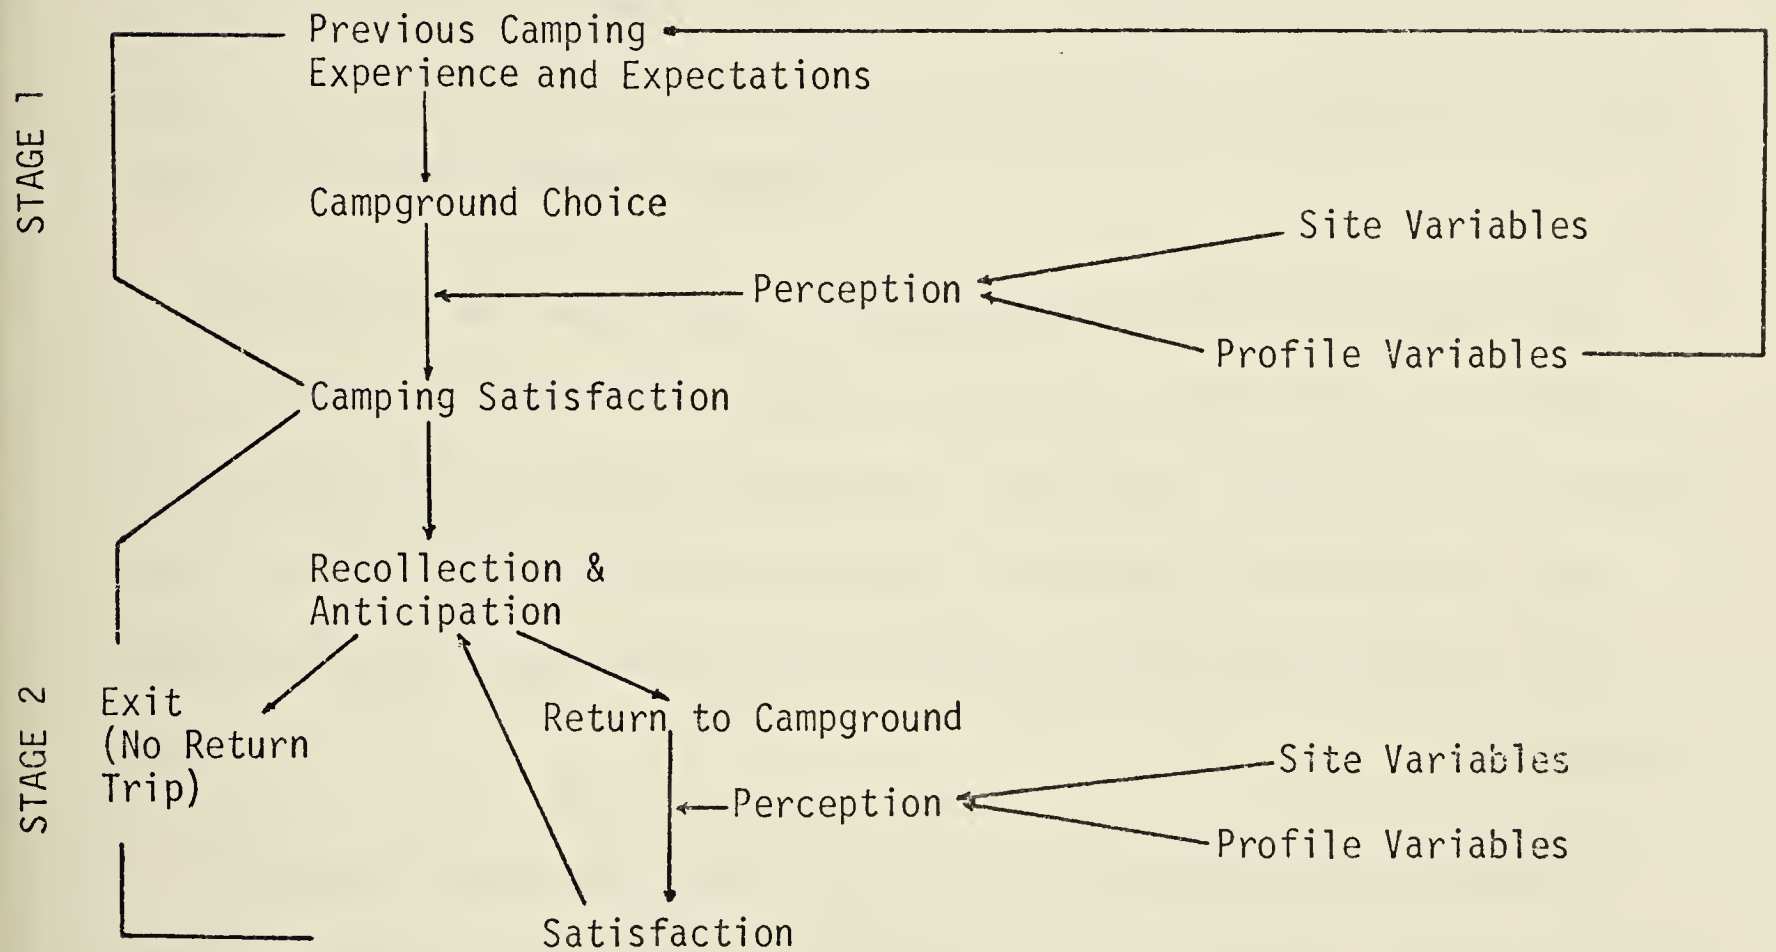 STAGE 1
Previous Camping
Experience and Expectations
Campground Choice
Site Variables
Perception
Profile Variables
Camping Satisfaction
Recollection &
Anticipation
STAGE 2
Exit
(No Return
Trip)
Return to Campground
Site Variables
Perception
Profile Variables
Satisfaction